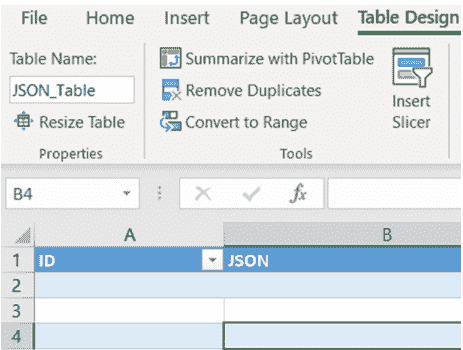 File Home Insert Page Layout Table Design
Table Name:
JSON_Table
Resize Table
Properties
Summarize with PivotTable
Remove Duplicates
Convert to Range
Tools
Insert
Slicer
B4 fx
A B
1 ID JSON
2
3
4